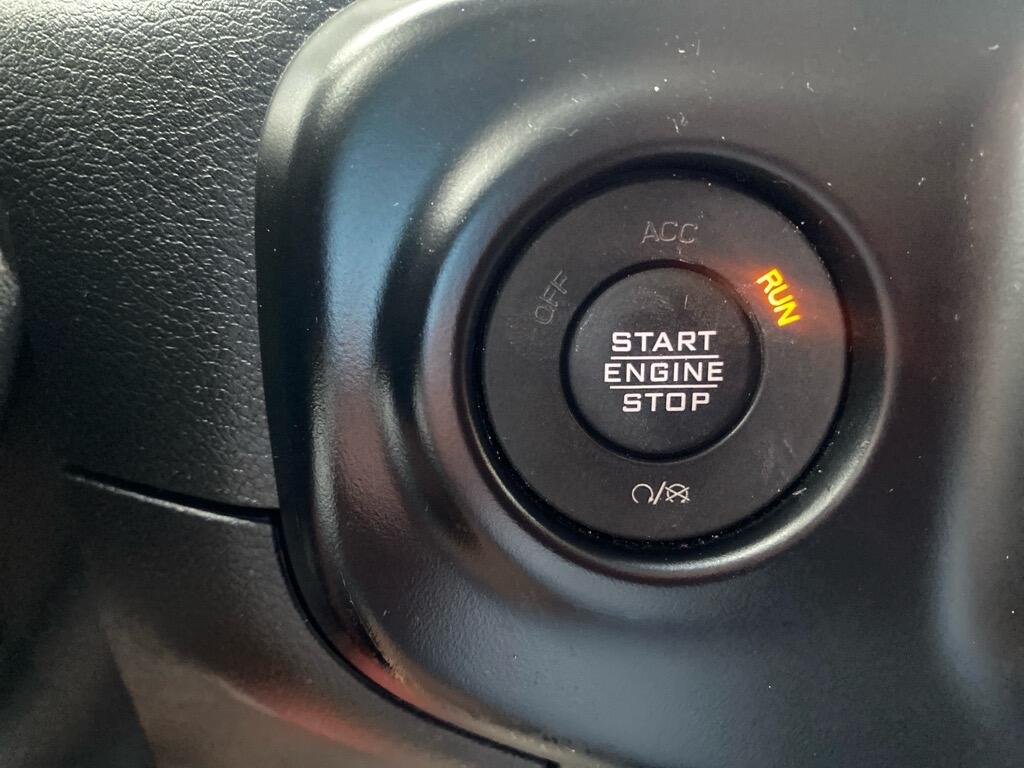 ACC
OFF
RUN
START
ENGINE
STOP